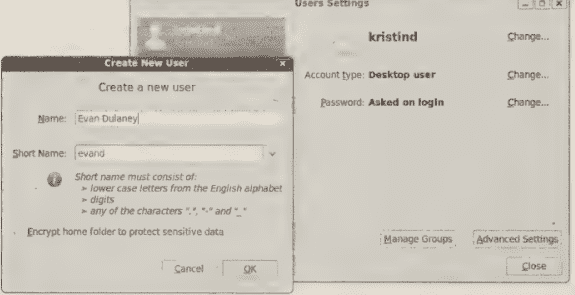 Users Settings
kristind
Change...
Account type: Desktop user
Change...
Password: Asked on login
Change...
Manage Groups
Advanced Settings
Close
Create New User
Create a new user
Name: Evan Dulaney
Short Name: evand
Short name must consist of:
➢ lower case letters from the English alphabet
➢ digits
➢ any of the characters ".", "-" and "_"
Encrypt home folder to protect sensitive data
Cancel
OK